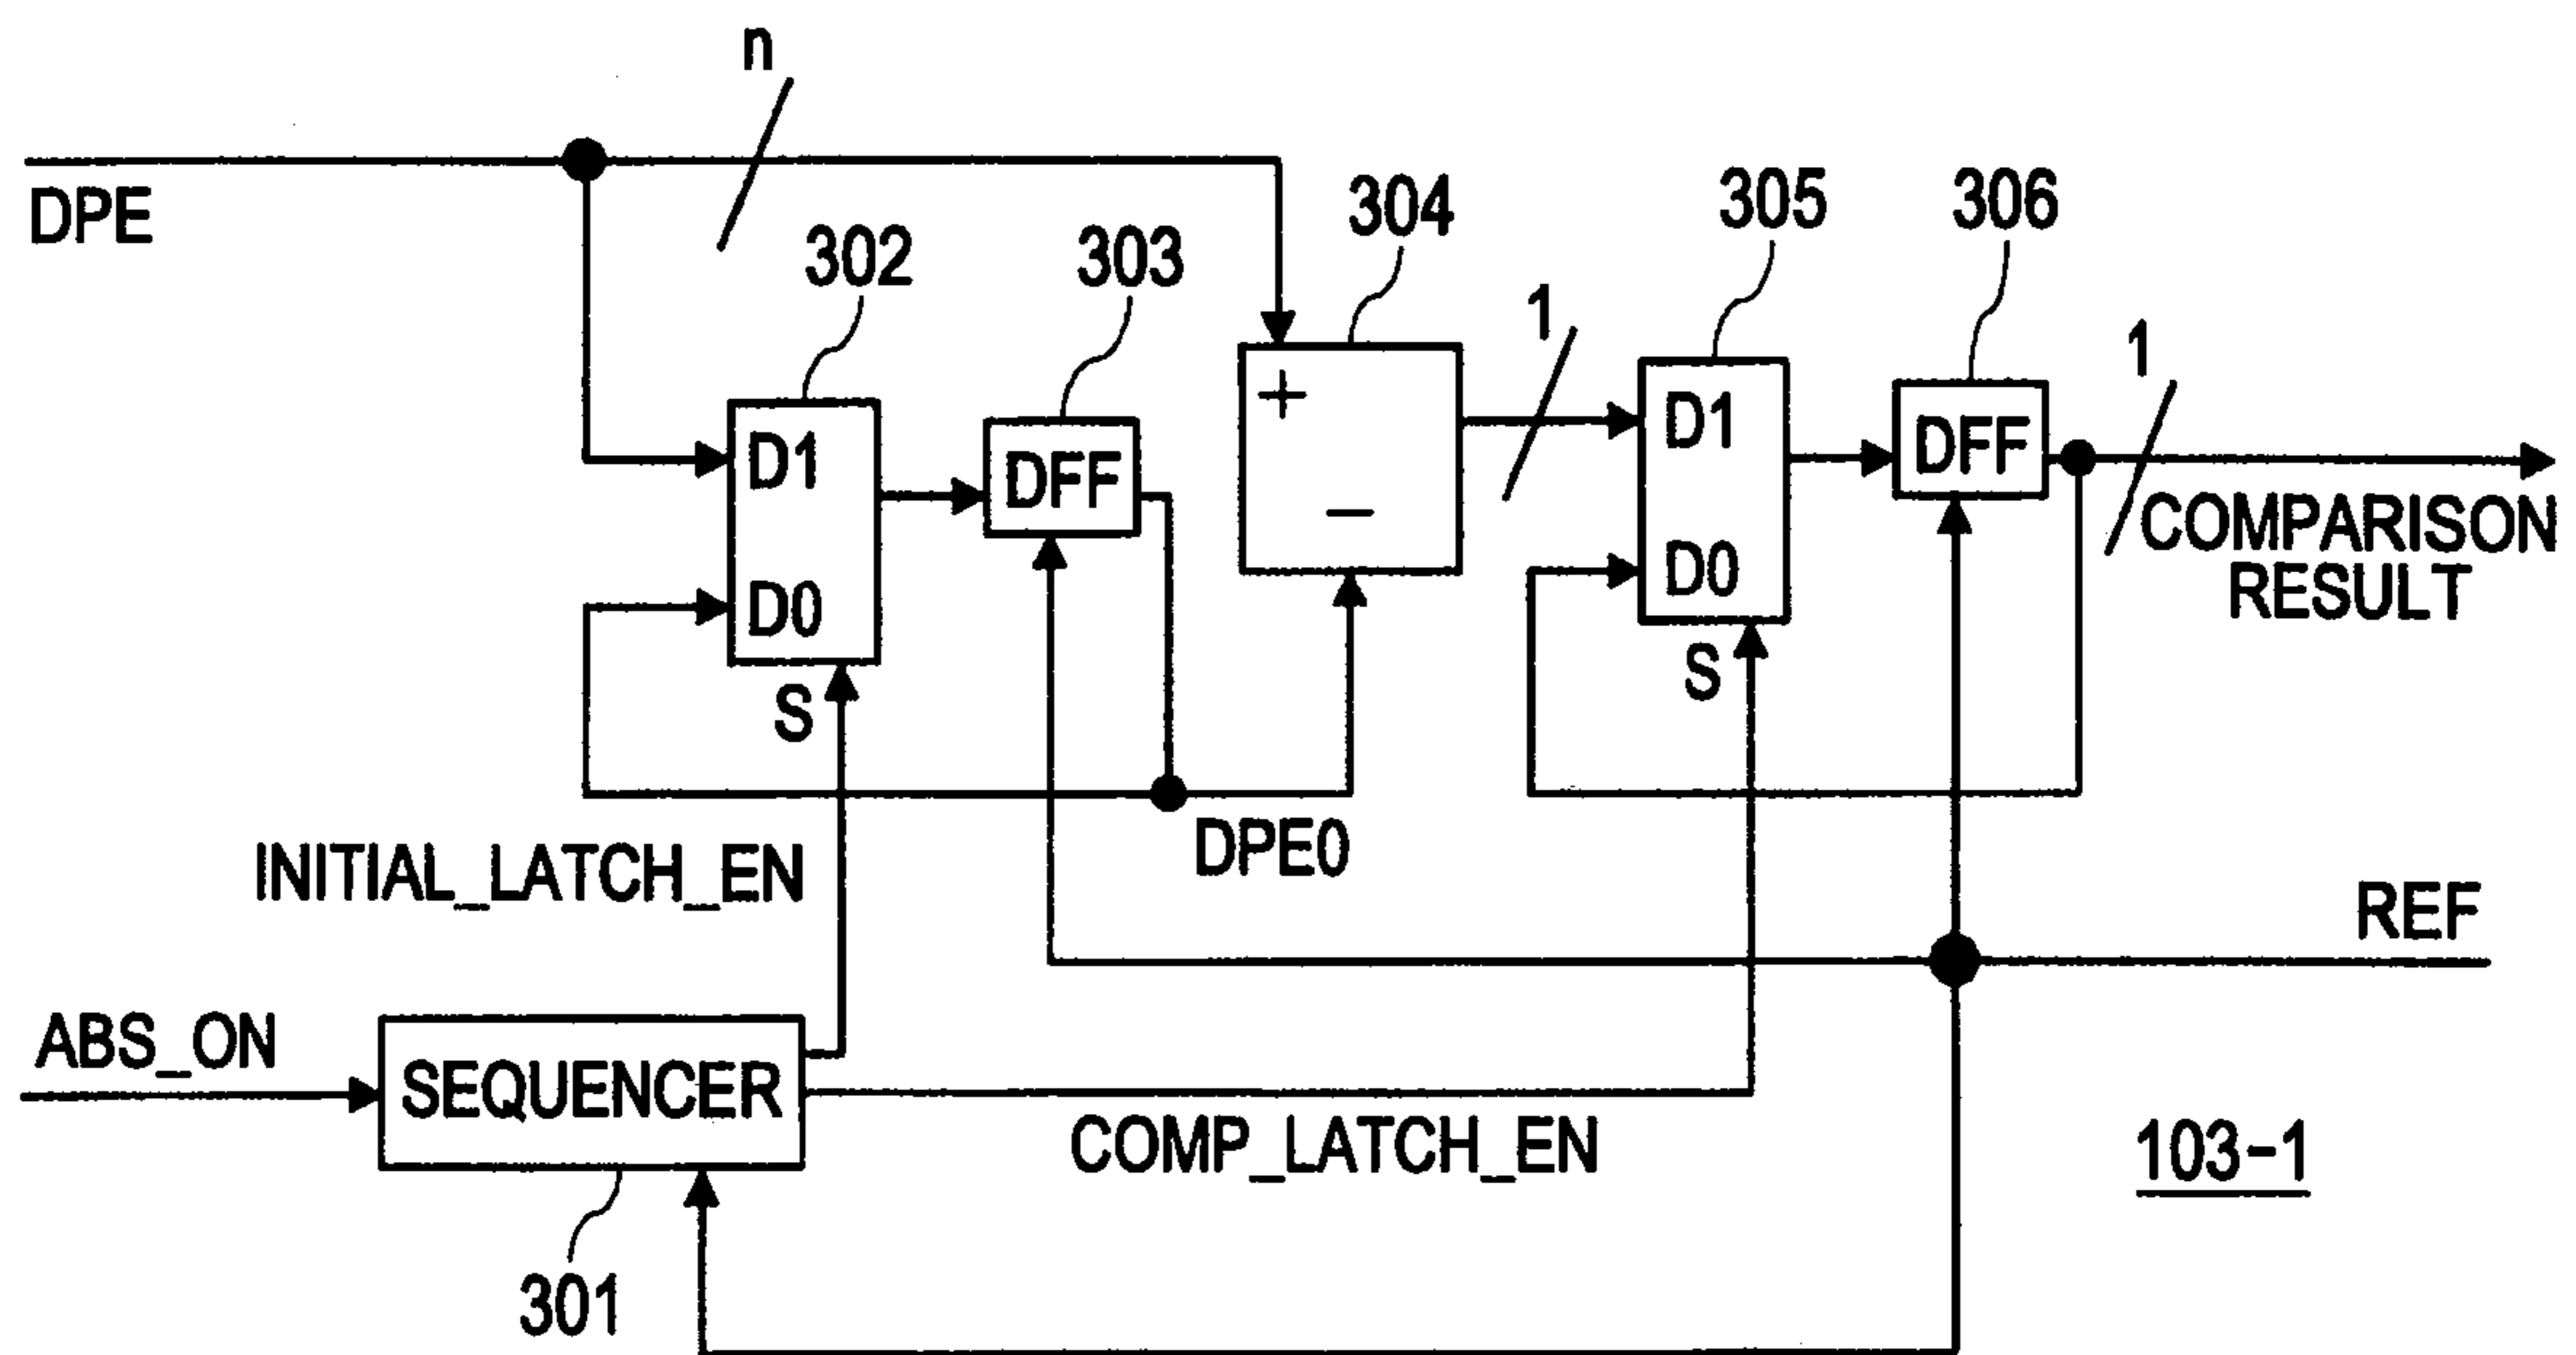 n
DPE
302
303
304
305
306
1
1
D1
D0
S
DFF
+
−
D1
D0
S
DFF
COMPARISON
RESULT
DPE0
INITIAL_LATCH_EN
REF
ABS_ON
SEQUENCER
COMP_LATCH_EN
103-1
301